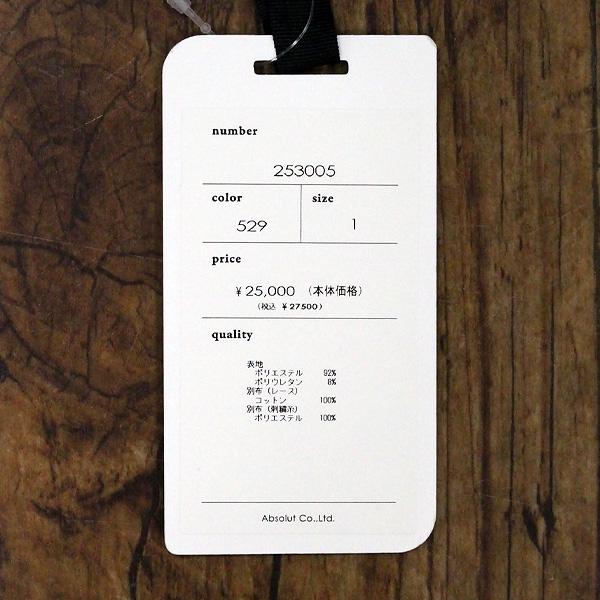 number
253005
color size
529 1
price
¥25,000 （本体価格）
（税込 ¥27500）
quality
表地
ポリエステル 92%
ポリウレタン 8%
別布（レース）
コットン 100%
別布（刺繍糸）
ポリエステル 100%
Absolut Co.,Ltd.